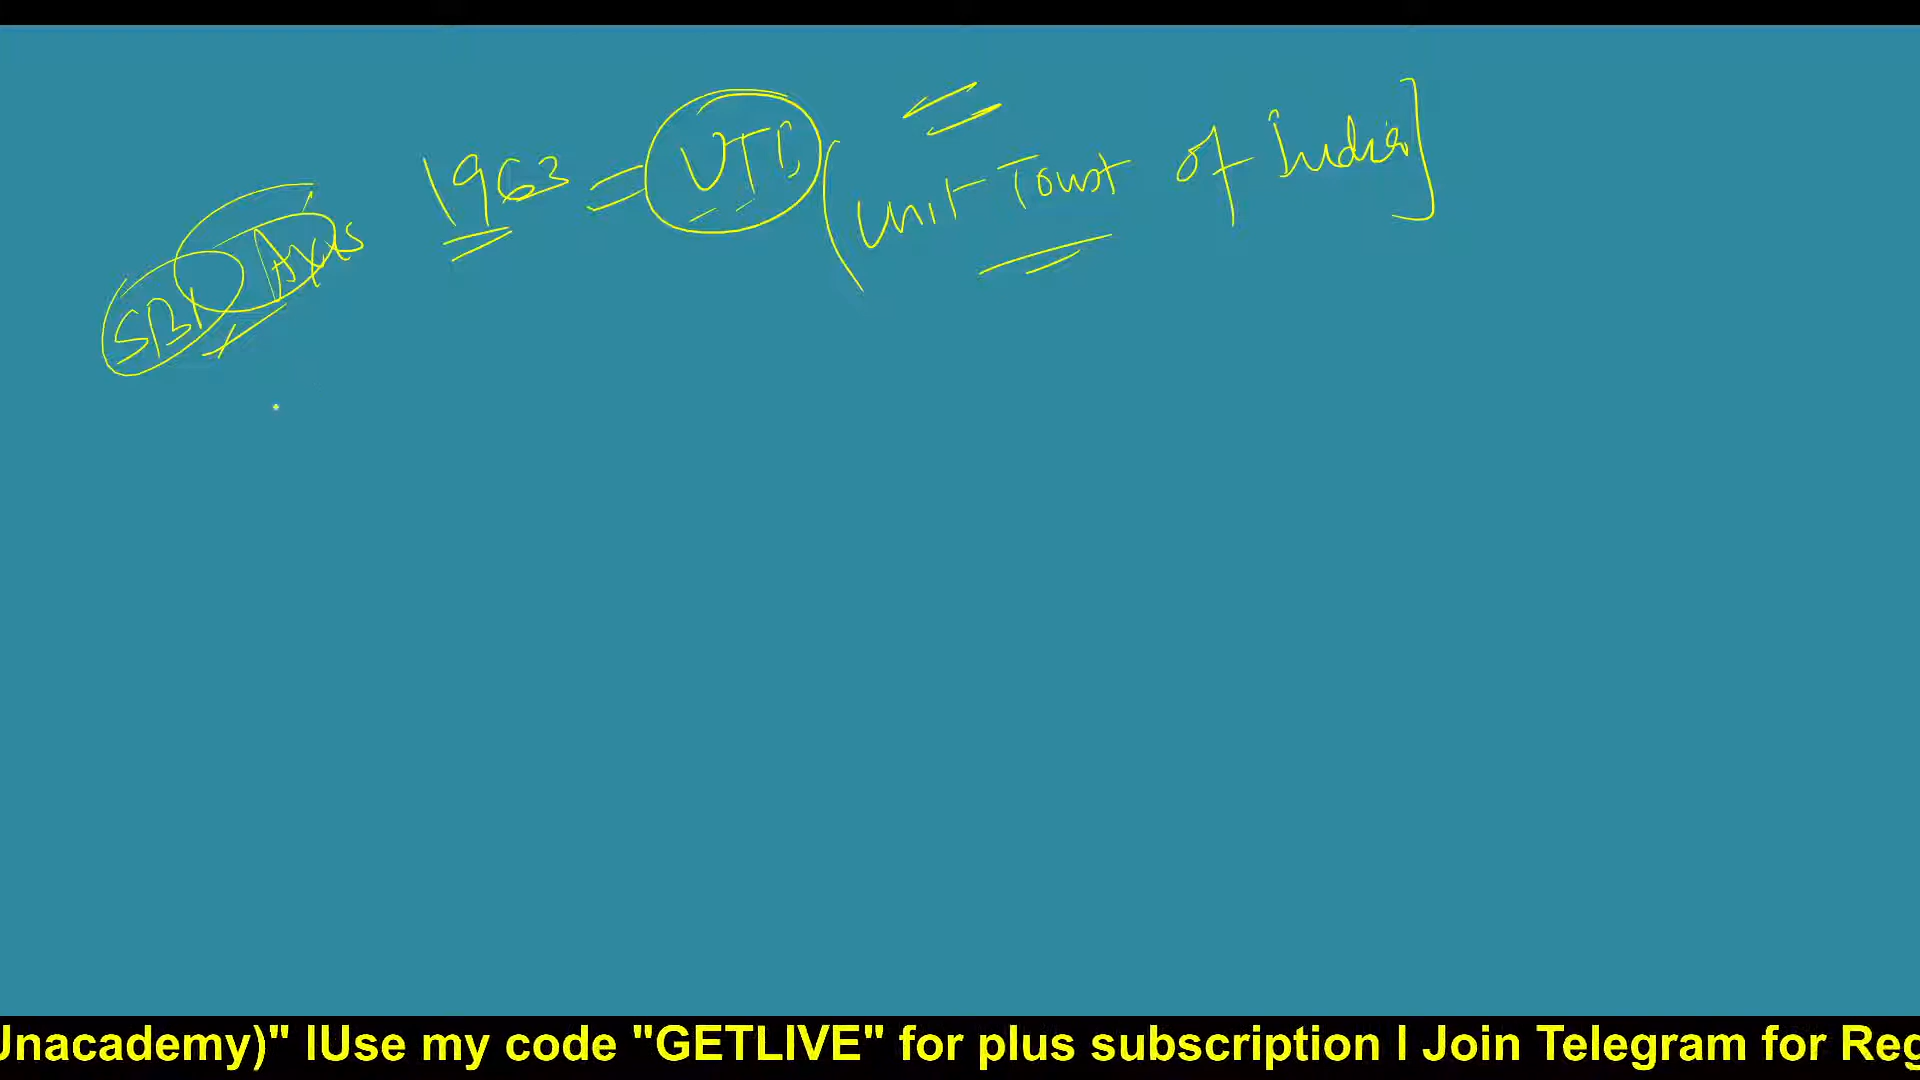 1963 = UTI (Unit Trust of India]
SBI Axis
Unacademy)" lUse my code "GETLIVE" for plus subscription l Join Telegram for Reg